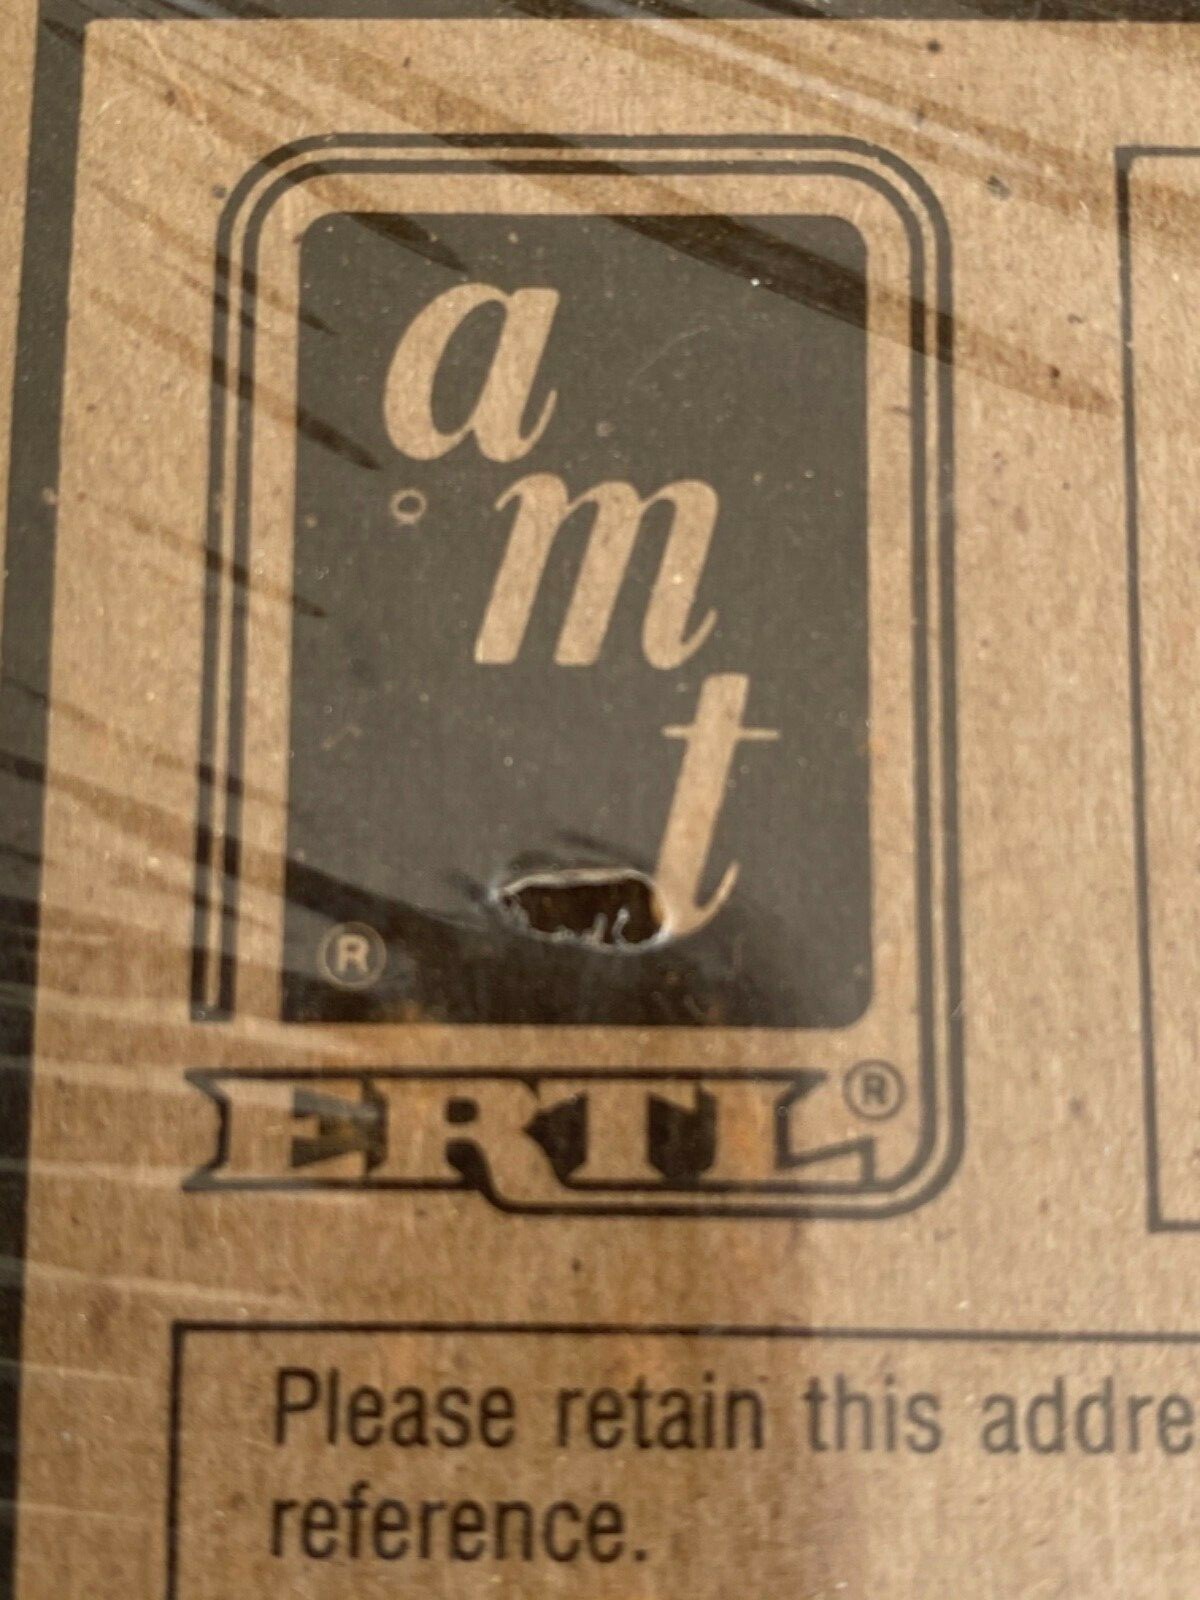 a
m
t
®
ERTL®
Please retain this addre
reference.